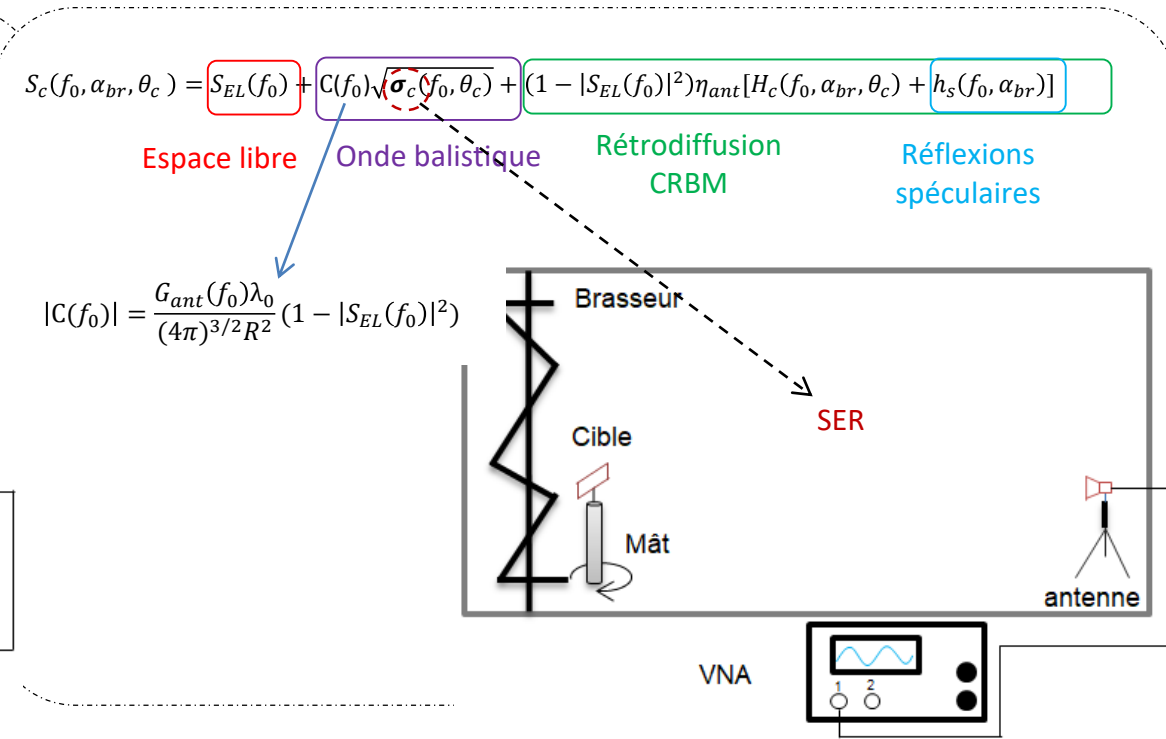 S_c(f_0, α_br, θ_c ) = S_EL(f_0) + C(f_0)√σ_c(f_0, θ_c) + (1 − |S_EL(f_0)|²)η_ant[H_c(f_0, α_br, θ_c) + h_s(f_0, α_br)]
Espace libre
Onde balistique
Rétrodiffusion
CRBM
Réflexions
spéculaires
|C(f_0)| = G_ant(f_0)λ_0 / (4π)^{3/2}R² (1 − |S_EL(f_0)|²)
Brasseur
SER
Cible
Mât
antenne
VNA
1 2